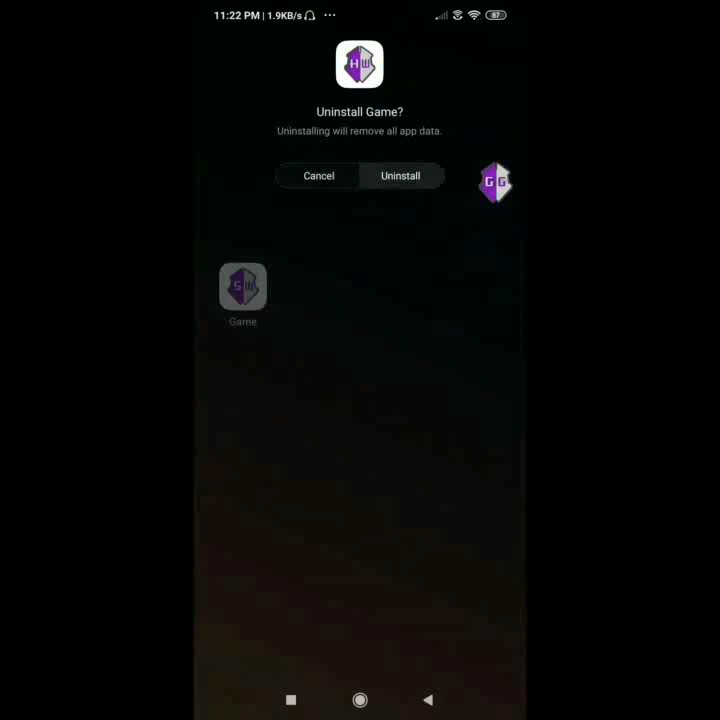 11:22 PM | 1.9KB/s ... 87
HW
Uninstall Game?
Uninstalling will remove all app data.
Cancel Uninstall
GG
SW
Game